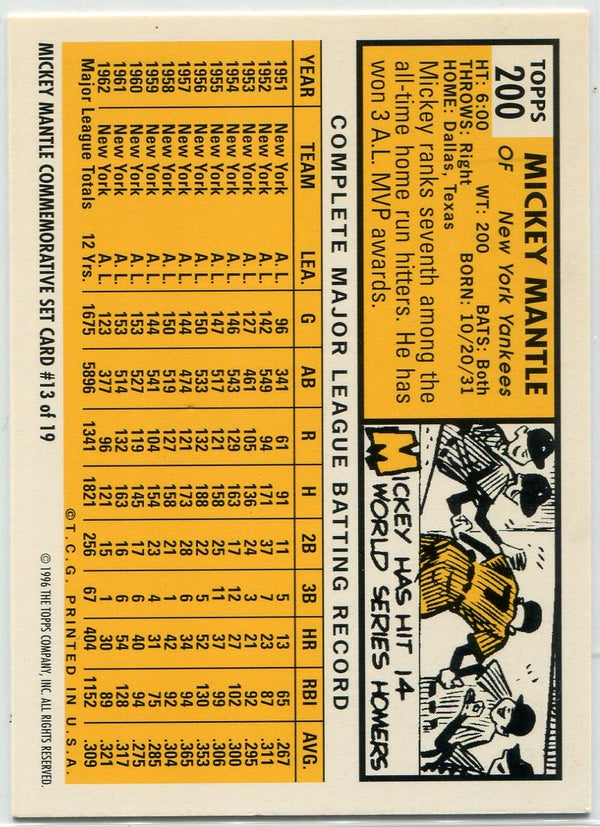 TOPPS
200
MICKEY MANTLE
OF New York Yankees
HT: 6:00 WT: 200 BATS: Both
THROWS: Right BORN: 10/20/31
HOME: Dallas, Texas
Mickey ranks seventh among the
all-time home run hitters. He has
won 3 A.L. MVP awards.
MICKEY HAS HIT 14
WORLD SERIES HOMERS
7
COMPLETE MAJOR LEAGUE BATTING RECORD
YEAR TEAM LEA. G AB R H 2B 3B HR RBI AVG.
1951 New York A. L. 96 341 61 91 11 5 13 65 .267
1952 New York A. L. 142 549 94 171 37 7 23 87 .311
1953 New York A. L. 127 461 105 136 24 3 21 92 .295
1954 New York A. L. 146 543 129 163 17 12 27 102 .300
1955 New York A. L. 147 517 121 158 25 11 37 99 .306
1956 New York A. L. 150 533 132 188 22 5 52 130 .353
1957 New York A. L. 144 474 121 173 28 6 34 94 .365
1958 New York A. L. 150 519 127 158 21 1 42 97 .304
1959 New York A. L. 144 541 104 154 23 4 31 75 .285
1960 New York A. L. 153 527 119 145 17 6 40 94 .275
1961 New York A. L. 153 514 132 163 16 6 54 128 .317
1962 New York A. L. 123 377 96 121 15 1 30 89 .321
Major League Totals 12 Yrs. 1675 5896 1341 1821 256 67 404 1152 .309
© T.C.G. PRINTED IN U.S.A.
MICKEY MANTLE COMMEMORATIVE SET CARD #13 of 19 © 1996 THE TOPPS COMPANY, INC. ALL RIGHTS RESERVED.